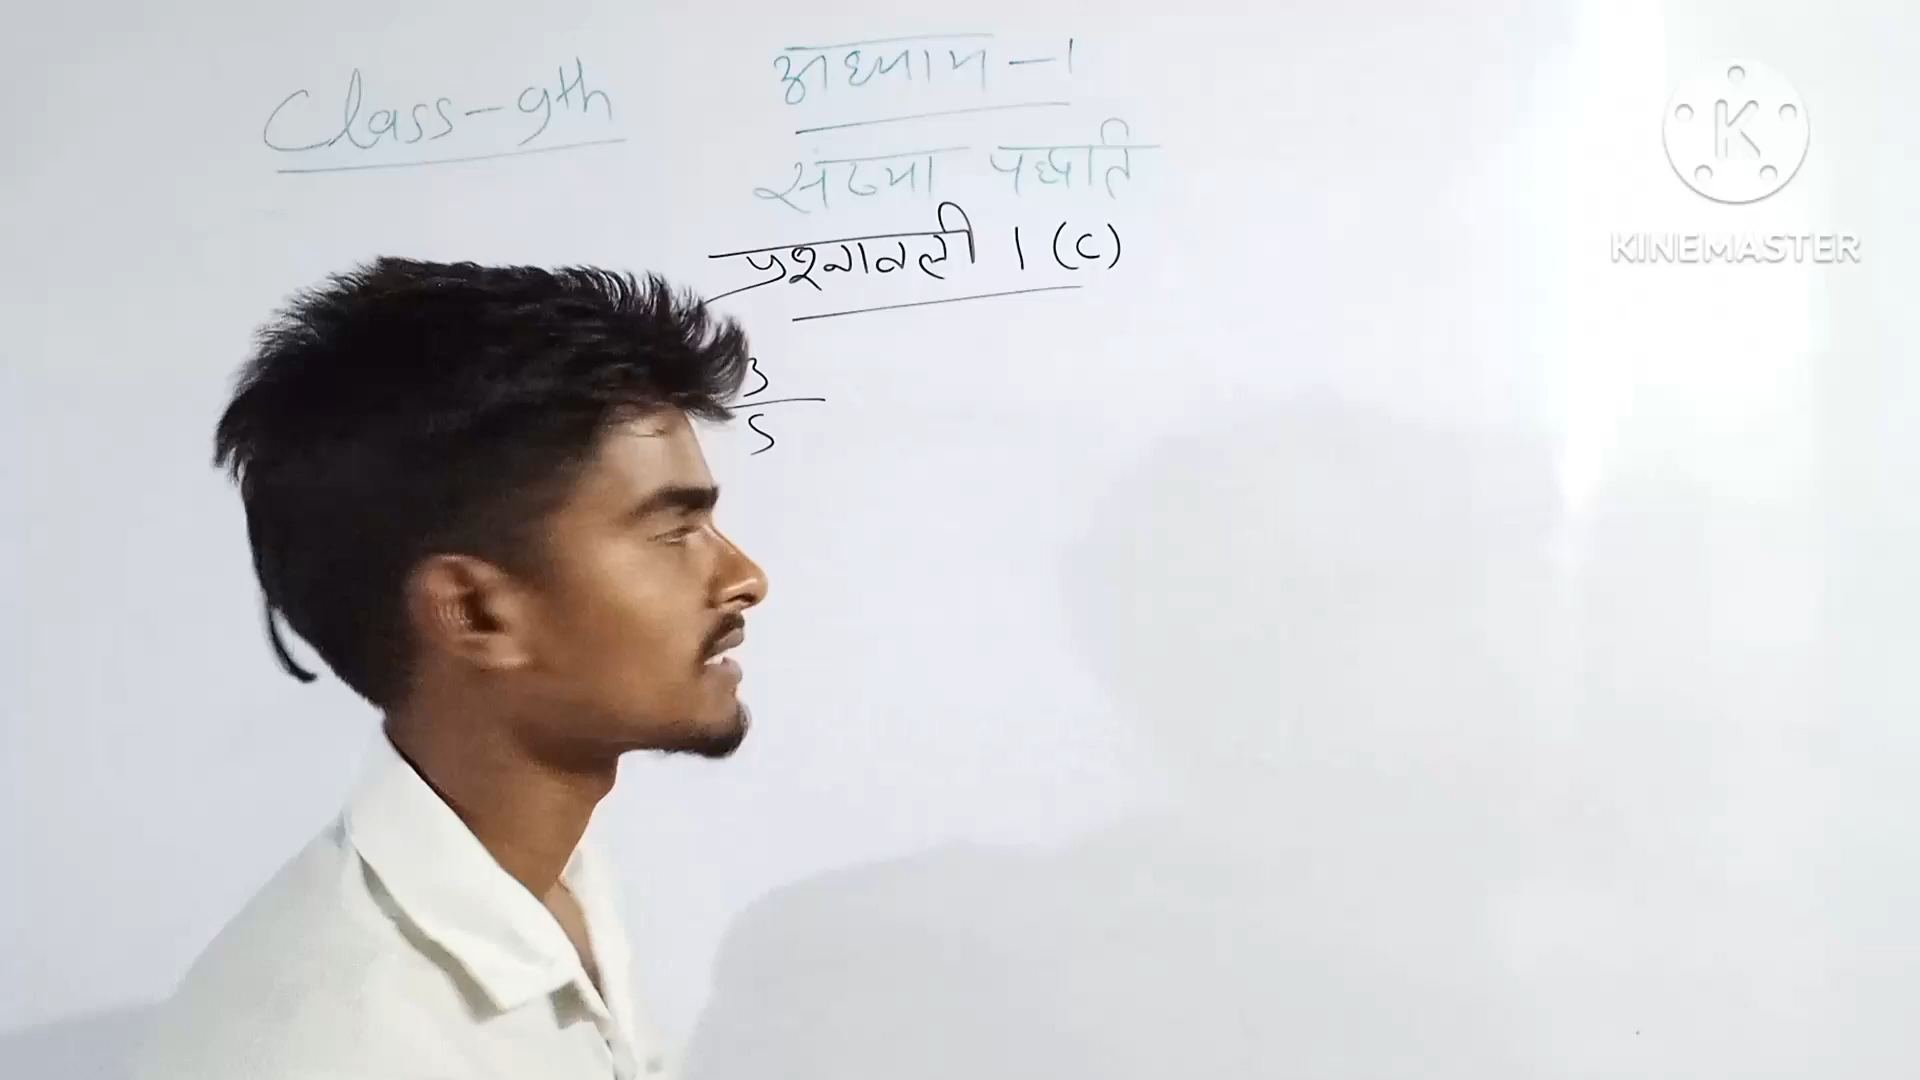 Class-9th
अध्याय-1
संख्या पद्धति
प्रश्नावली 1(C)
3
5
K
KINEMASTER